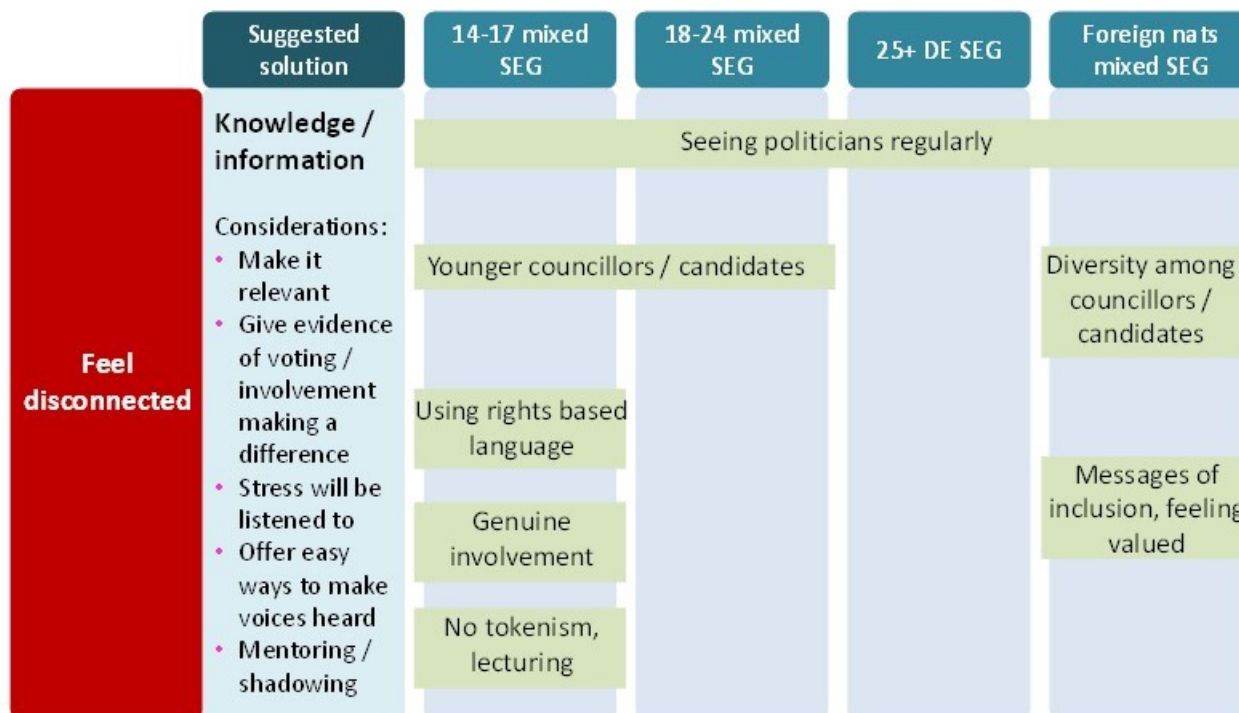 Suggested
solution
14-17 mixed
SEG
18-24 mixed
SEG
25+ DE SEG
Foreign nats
mixed SEG
Feel
disconnected
Knowledge /
information
Considerations:
• Make it
relevant
• Give evidence
of voting /
involvement
making a
difference
• Stress will be
listened to
• Offer easy
ways to make
voices heard
• Mentoring /
shadowing
Seeing politicians regularly
Younger councillors / candidates
Diversity among
councillors /
candidates
Using rights based
language
Messages of
inclusion, feeling
valued
Genuine
involvement
No tokenism,
lecturing